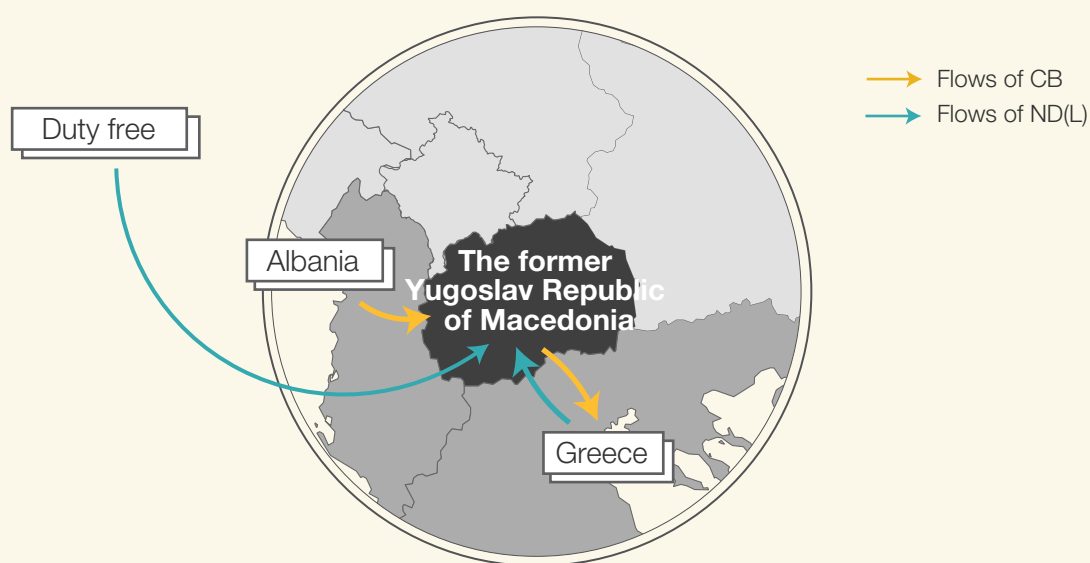 Flows of CB
Flows of ND(L)
Duty free
Albania
The former
Yugoslav Republic
of Macedonia
Greece